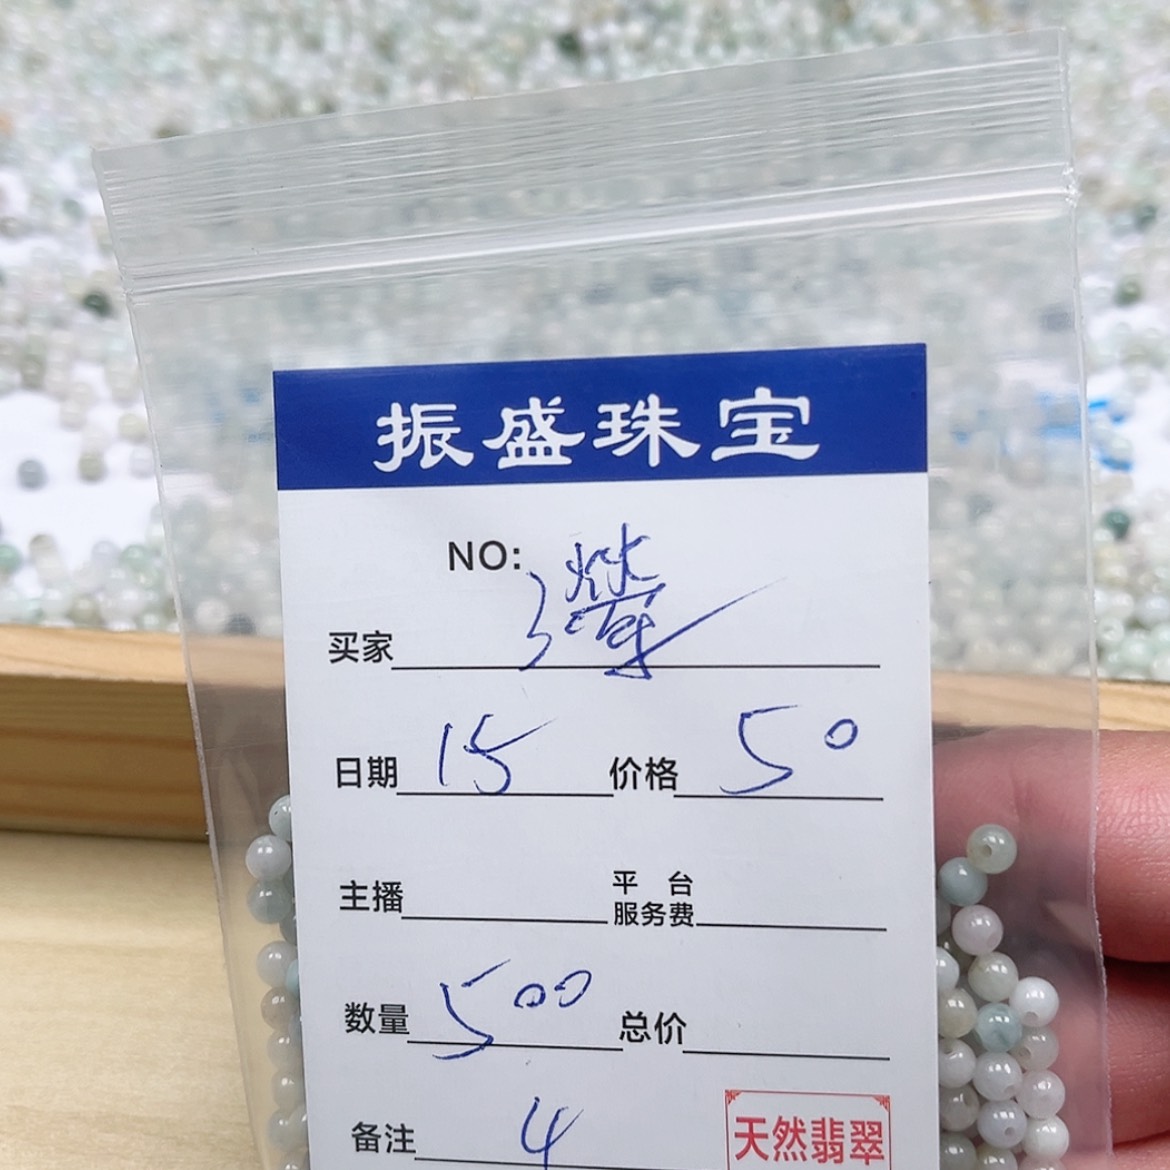 振盛珠宝
NO:
买家
日期 15 价格 50
主播 平台服务费
数量 500 总价
备注 4 天然翡翠